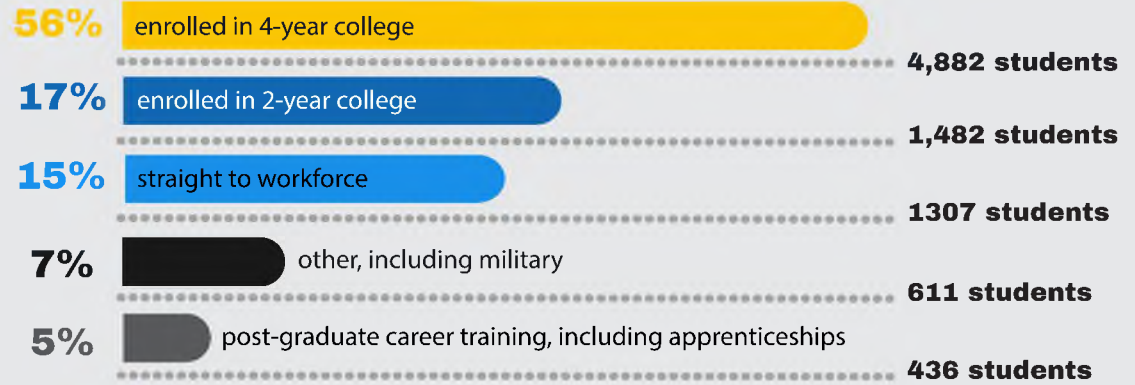 56% enrolled in 4-year college
4,882 students
17% enrolled in 2-year college
1,482 students
15% straight to workforce
1307 students
7% other, including military
611 students
5% post-graduate career training, including apprenticeships
436 students